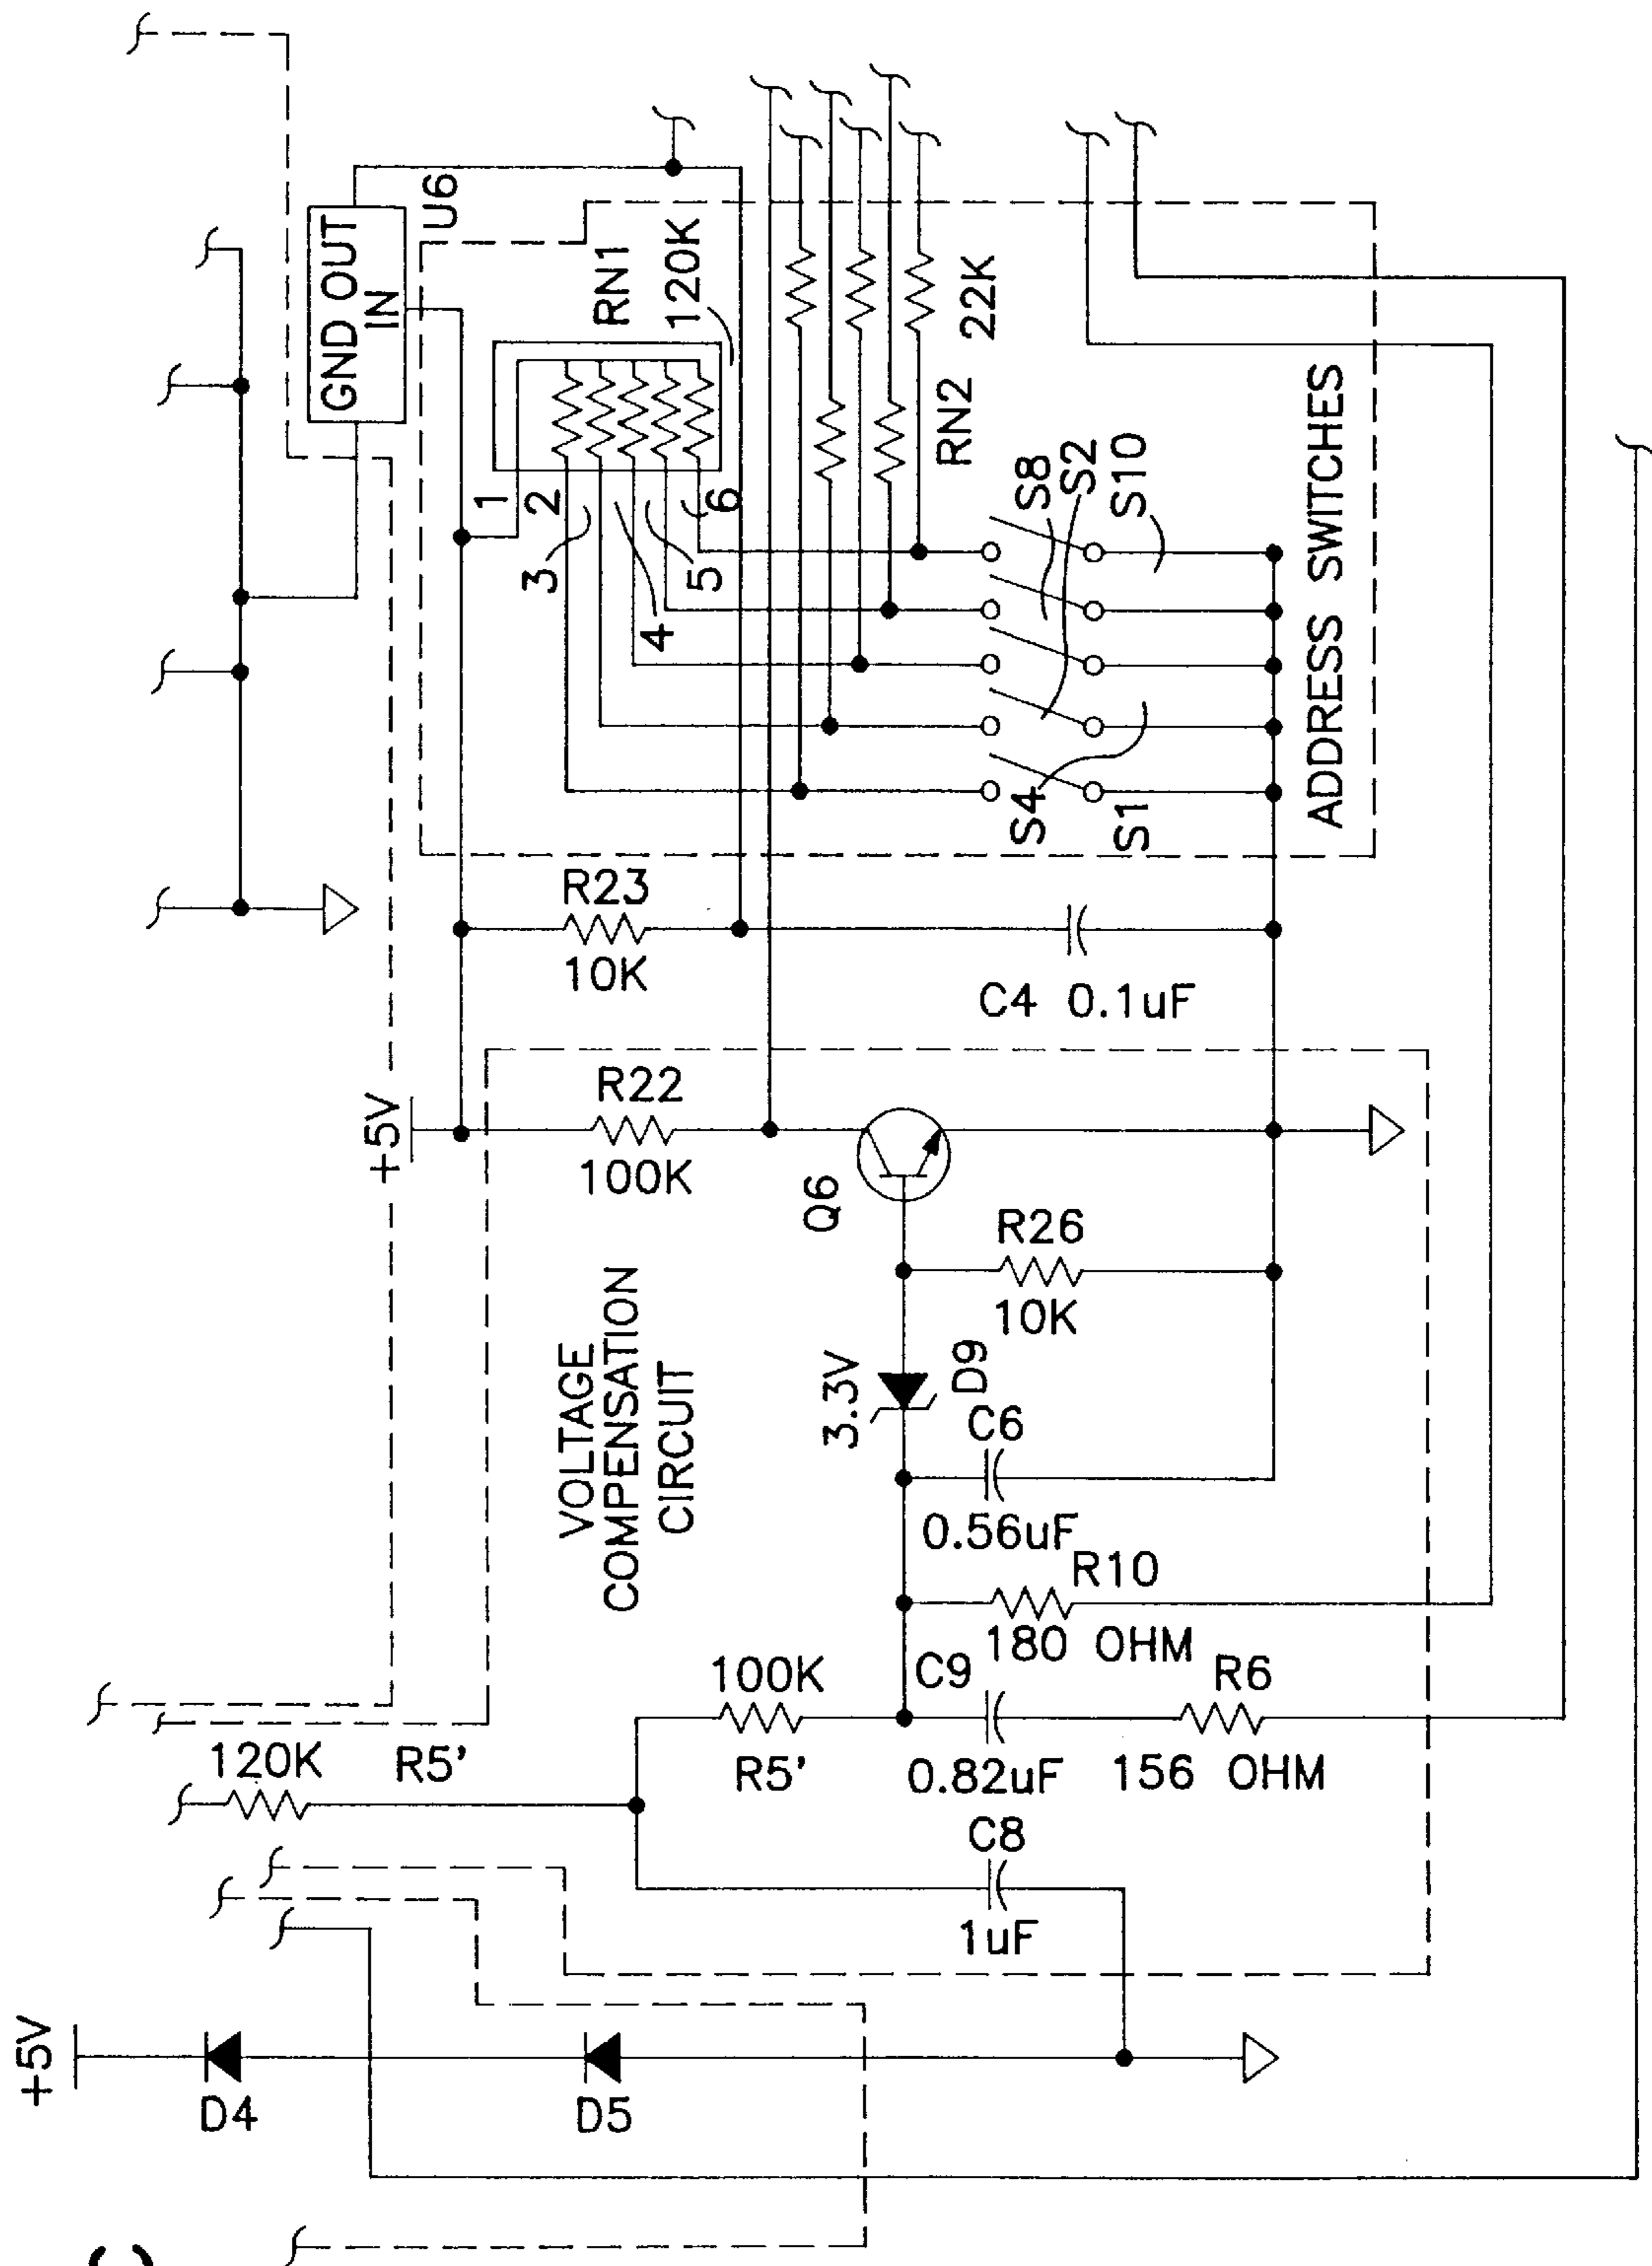 GND OUT
IN
U6
RN1
120K
1
2
3
4
5
6
22K
RN2
S8
S2
S10
S4
S1
ADDRESS SWITCHES
R23
10K
C4 0.1uF
+5V
R22
100K
Q6
R26
10K
3.3V
D9
VOLTAGE
COMPENSATION
CIRCUIT
C6
0.56uF
R10
180 OHM
100K
R5'
C9
0.82uF
R6
156 OHM
120K
R5'
C8
1uF
+5V
D4
D5